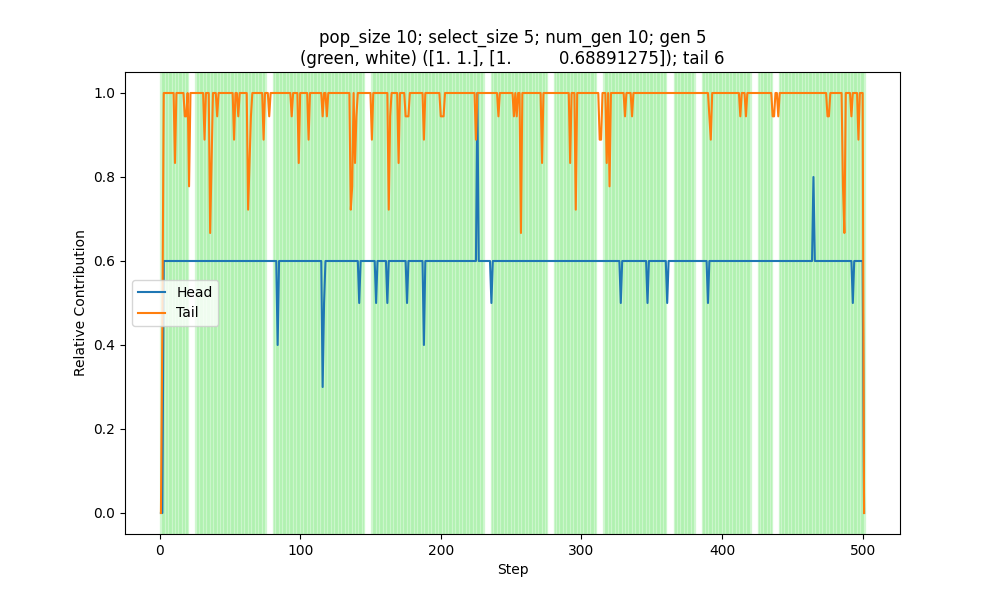 pop_size 10; select_size 5; num_gen 10; gen 5
(green, white) ([1. 1.], [1.          0.68891275]); tail 6
1.0
0.8
0.6
0.4
0.2
0.0
Relative Contribution
Head
Tail
0
100
200
300
400
500
Step